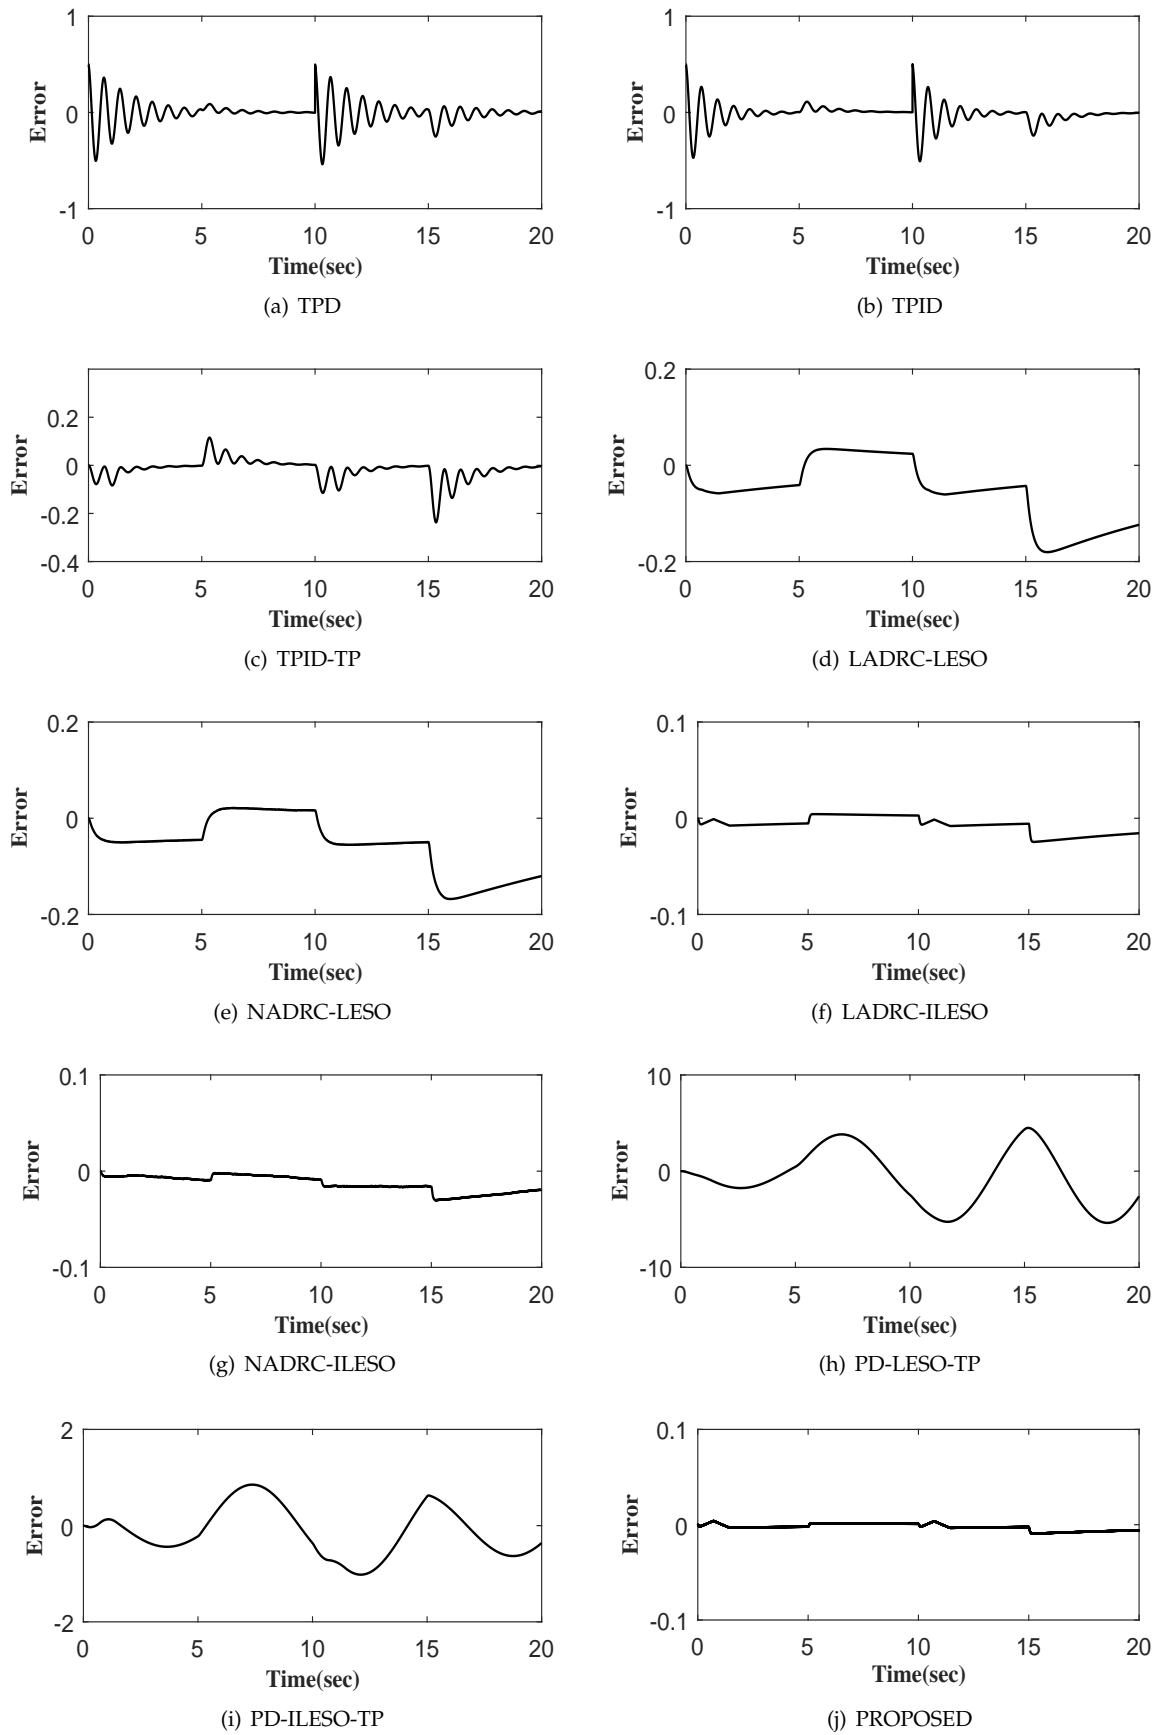 1
0
-1
Error
0 5 10 15 20
Time(sec)
(a) TPD
1
0
-1
Error
0 5 10 15 20
Time(sec)
(b) TPID
0.2
0
-0.2
-0.4
Error
0 5 10 15 20
Time(sec)
(c) TPID-TP
0.2
0
-0.2
Error
0 5 10 15 20
Time(sec)
(d) LADRC-LESO
0.2
0
-0.2
Error
0 5 10 15 20
Time(sec)
(e) NADRC-LESO
0.1
0
-0.1
Error
0 5 10 15 20
Time(sec)
(f) LADRC-ILESO
0.1
0
-0.1
Error
0 5 10 15 20
Time(sec)
(g) NADRC-ILESO
10
0
-10
Error
0 5 10 15 20
Time(sec)
(h) PD-LESO-TP
2
0
-2
Error
0 5 10 15 20
Time(sec)
(i) PD-ILESO-TP
0.1
0
-0.1
Error
0 5 10 15 20
Time(sec)
(j) PROPOSED